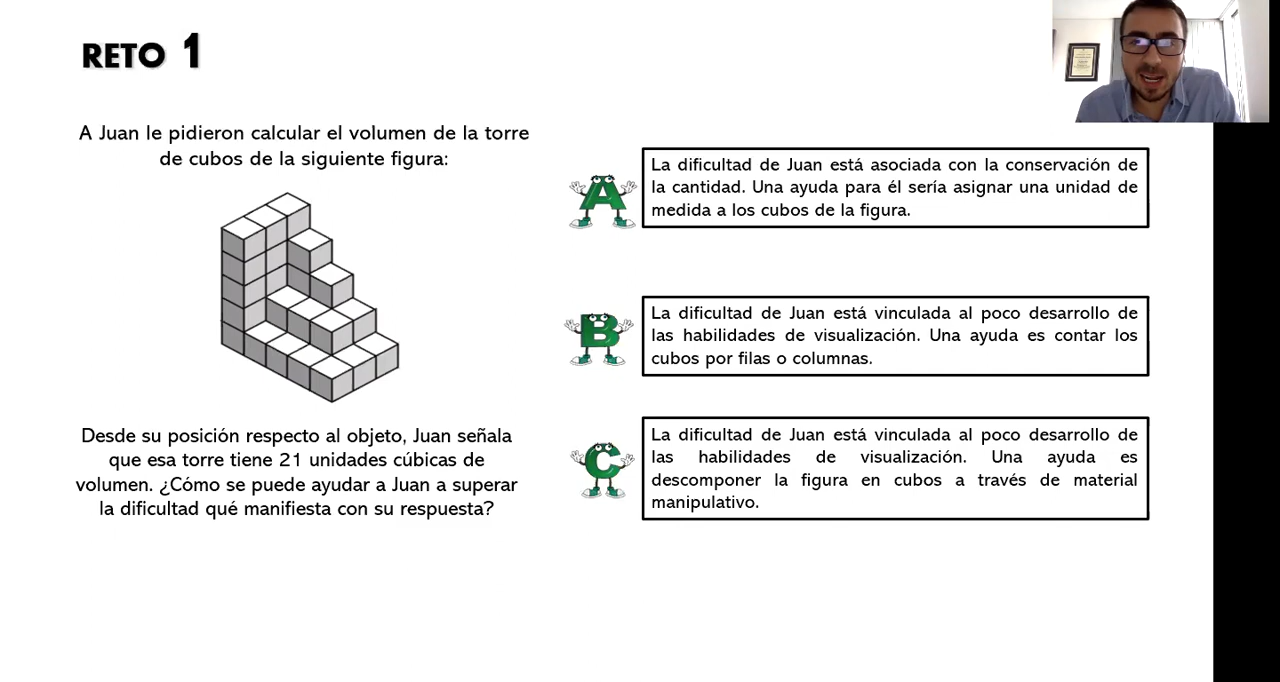 RETO 1
A Juan le pidieron calcular el volumen de la torre
de cubos de la siguiente figura:
Desde su posición respecto al objeto, Juan señala
que esa torre tiene 21 unidades cúbicas de
volumen. ¿Cómo se puede ayudar a Juan a superar
la dificultad qué manifiesta con su respuesta?
A
La dificultad de Juan está asociada con la conservación de
la cantidad. Una ayuda para él sería asignar una unidad de
medida a los cubos de la figura.
B
La dificultad de Juan está vinculada al poco desarrollo de
las habilidades de visualización. Una ayuda es contar los
cubos por filas o columnas.
C
La dificultad de Juan está vinculada al poco desarrollo de
las habilidades de visualización. Una ayuda es
descomponer la figura en cubos a través de material
manipulativo.